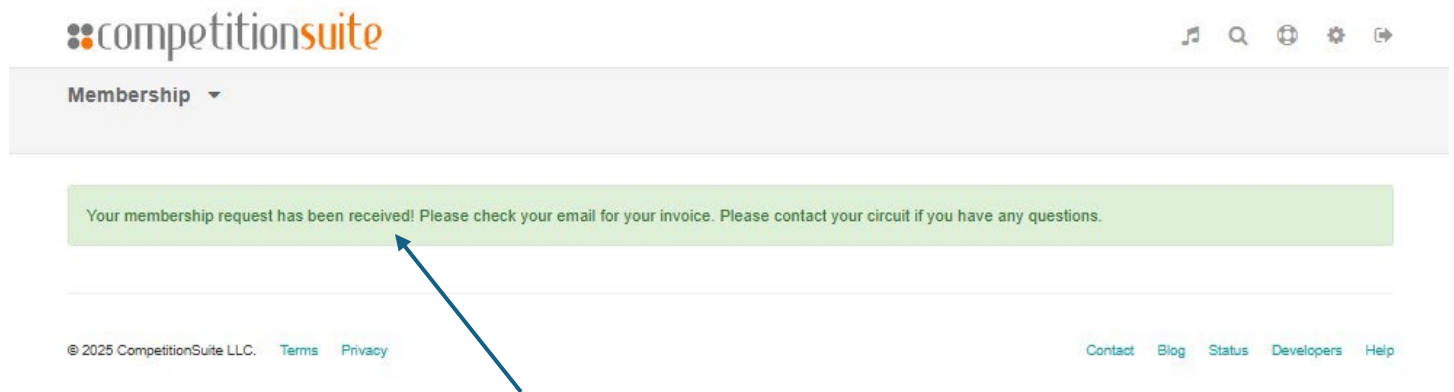 competitionsuite
Membership
Your membership request has been received! Please check your email for your invoice. Please contact your circuit if you have any questions.
© 2025 CompetitionSuite LLC. Terms Privacy Contact Blog Status Developers Help